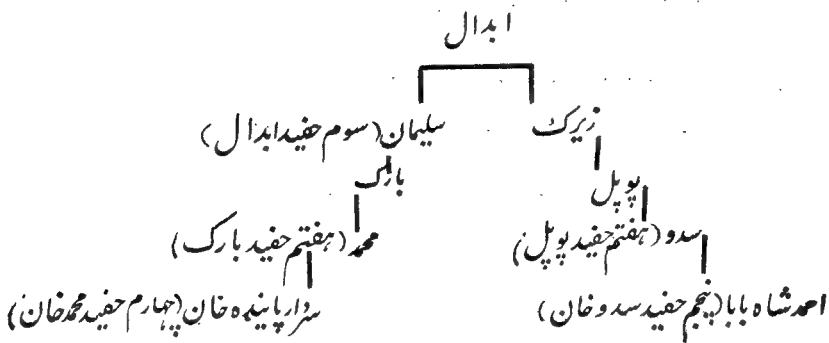 ابدال
زیرک سلیمان (سوم حفید ابدال)
پوپل بارک
سدو (هفتم حفید پوپل) محمد (هفتم حفید بارک)
احمد شاه بابا (پنجم حفید سدو خان) سردار پاینده خان (چهارم حفید محمد خان)